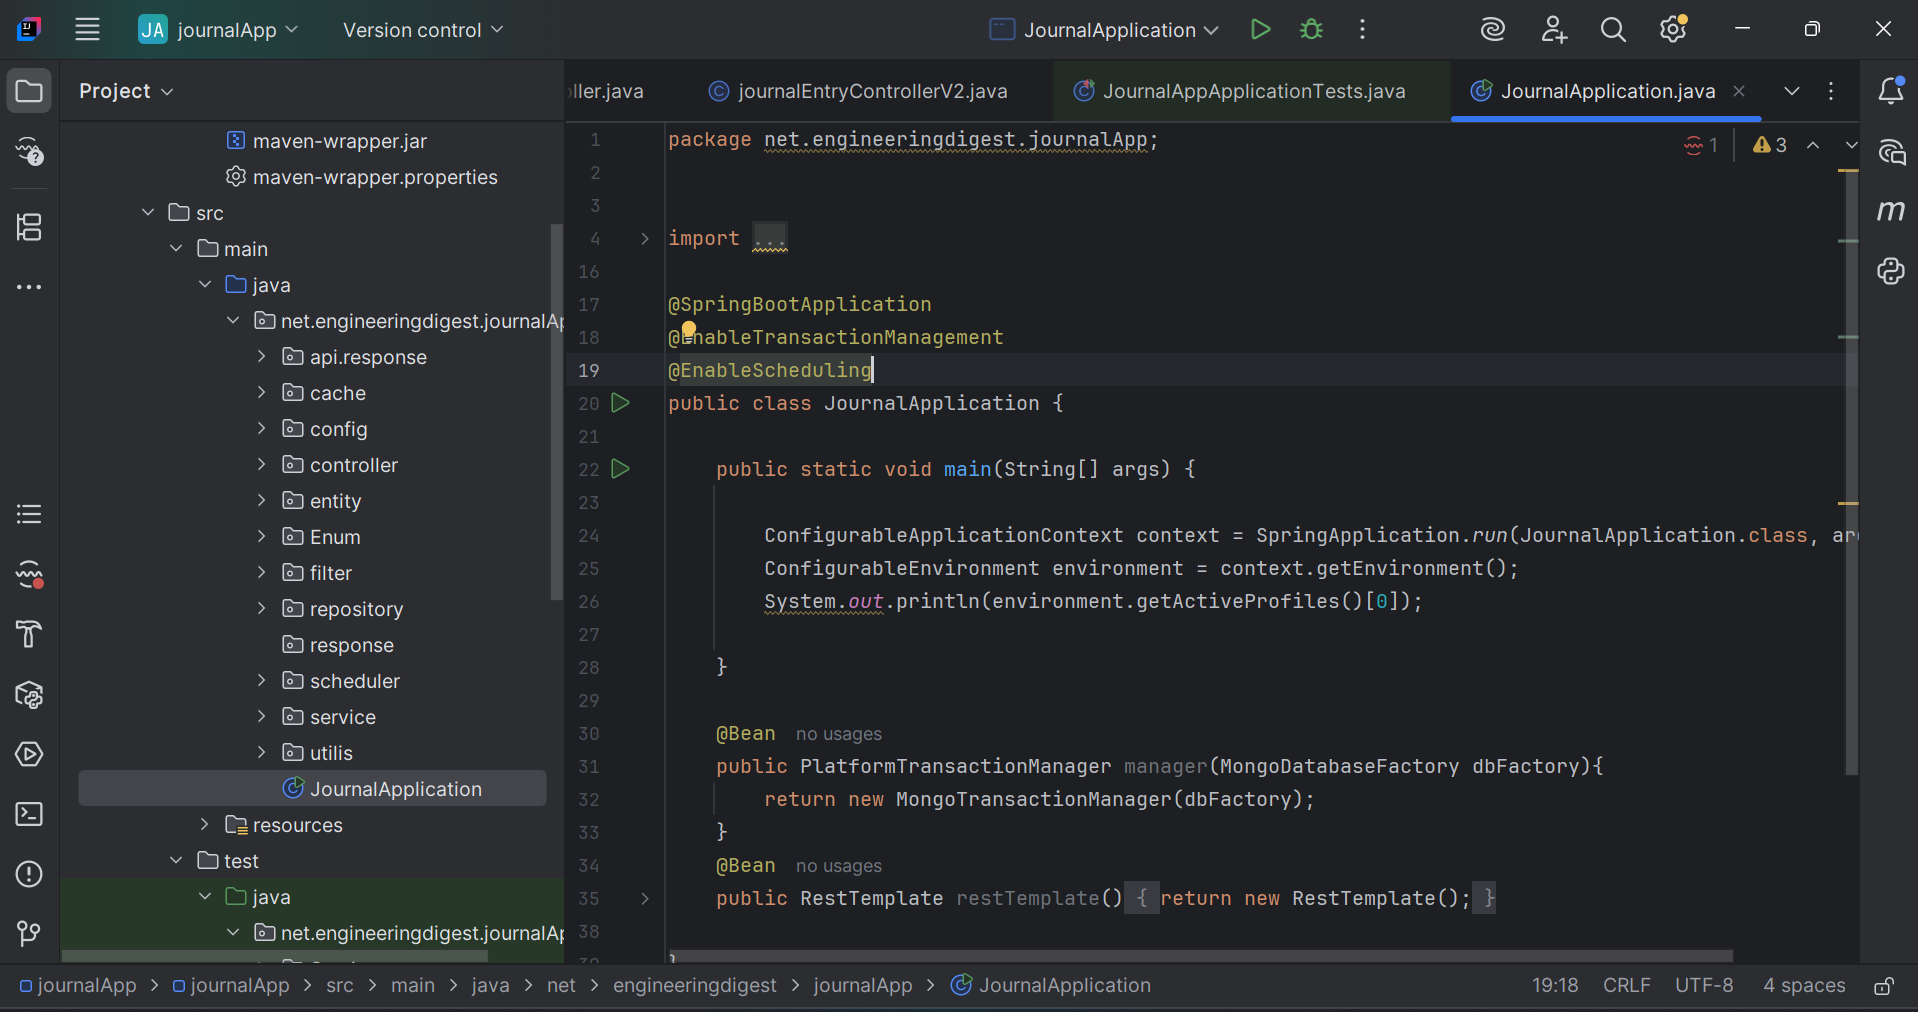 JA journalApp
Version control
JournalApplication
Project
ller.java
journalEntryControllerV2.java
JournalAppApplicationTests.java
JournalApplication.java
maven-wrapper.jar
maven-wrapper.properties
src
main
java
net.engineeringdigest.journalAp
api.response
cache
config
controller
entity
Enum
filter
repository
response
scheduler
service
utilis
JournalApplication
resources
test
java
net.engineeringdigest.journalAp
1 package net.engineeringdigest.journalApp;
1 3
2
3
4 import ...
16
17 @SpringBootApplication
18 @EnableTransactionManagement
19 @EnableScheduling
20 public class JournalApplication {
21
22 public static void main(String[] args) {
23
24 ConfigurableApplicationContext context = SpringApplication.run(JournalApplication.class, ar
25 ConfigurableEnvironment environment = context.getEnvironment();
26 System.out.println(environment.getActiveProfiles()[0]);
27
28 }
29
30 @Bean no usages
31 public PlatformTransactionManager manager(MongoDatabaseFactory dbFactory){
32 return new MongoTransactionManager(dbFactory);
33 }
34 @Bean no usages
35 public RestTemplate restTemplate() { return new RestTemplate(); }
38
39 }
journalApp > journalApp > src > main > java > net > engineeringdigest > journalApp > JournalApplication
19:18 CRLF UTF-8 4 spaces